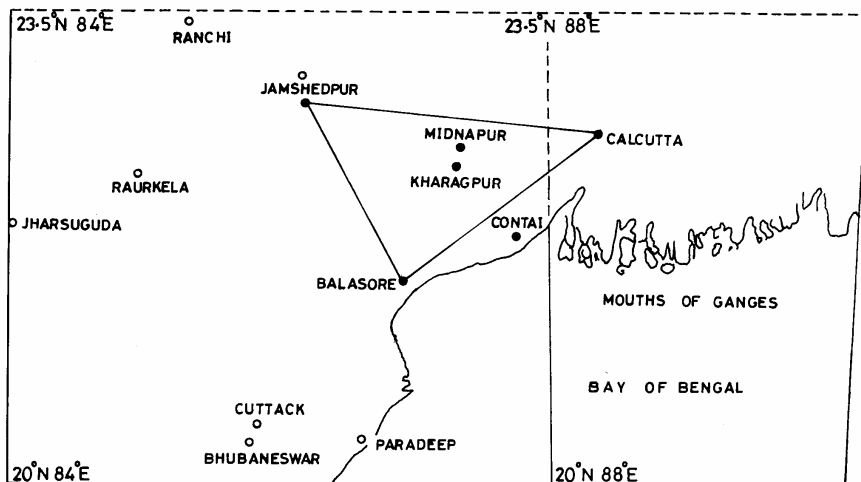 23.5°N 84°E
23.5°N 88°E
RANCHI
JAMSHEDPUR
MIDNAPUR
CALCUTTA
RAURKELA
KHARAGPUR
JHARSUGUDA
CONTAI
BALASORE
MOUTHS OF GANGES
BAY OF BENGAL
CUTTACK
BHUBANESWAR
PARADEEP
20°N 84°E
20°N 88°E